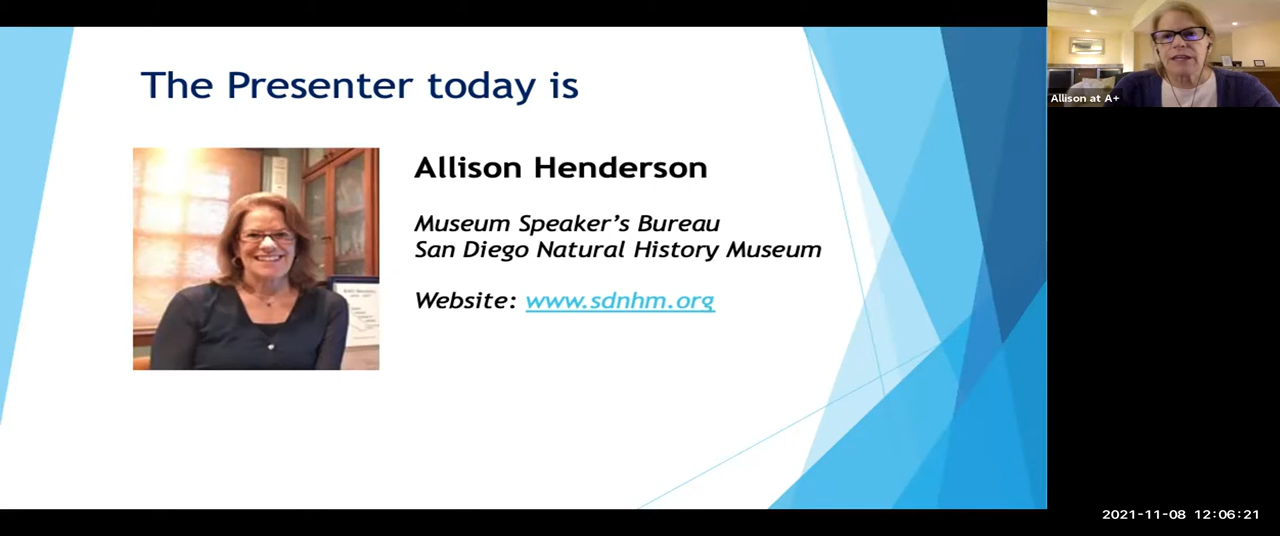 The Presenter today is
Allison Henderson
Museum Speaker's Bureau
San Diego Natural History Museum
Website: www.sdnhm.org
Allison at A+
2021-11-08 12:06:21